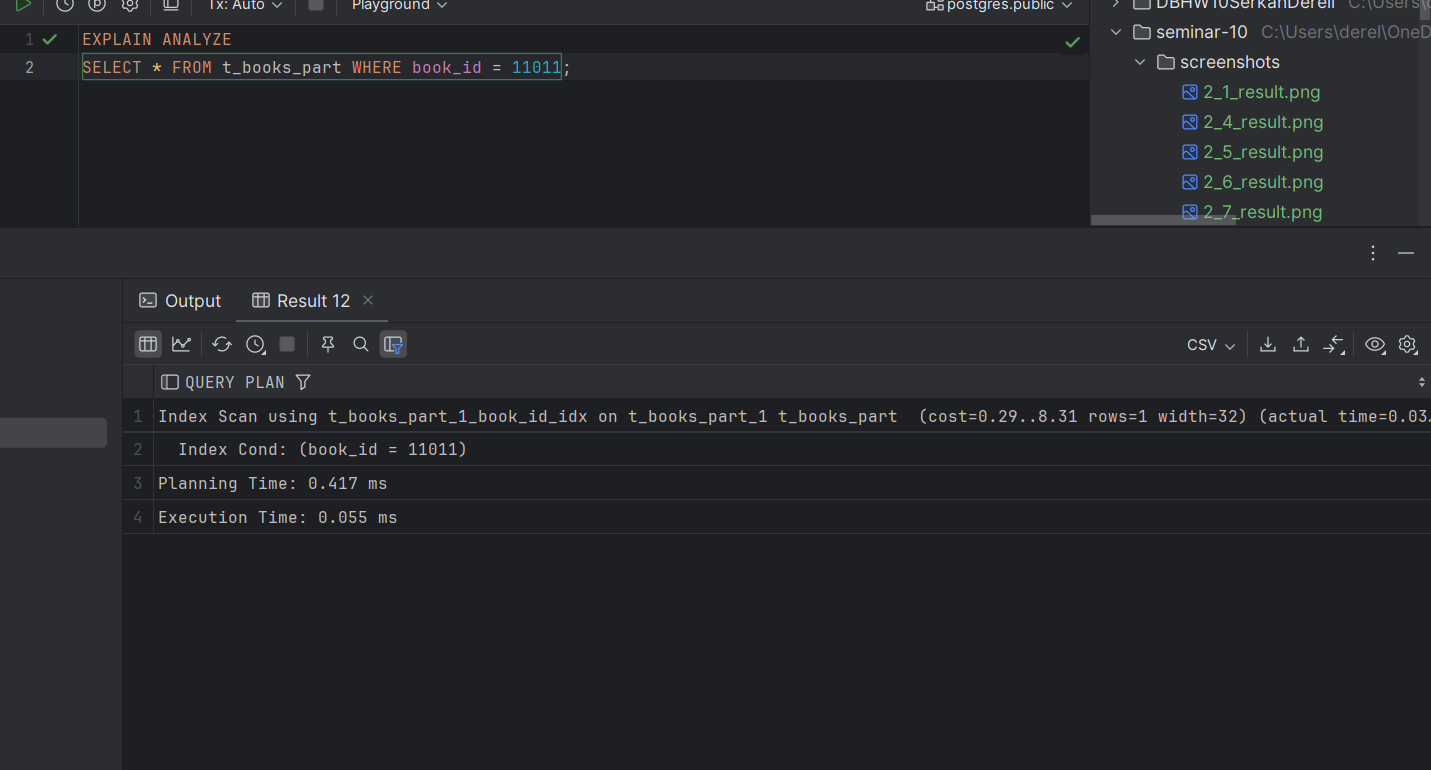 Tx: Auto
Playground
postgres.public
1
EXPLAIN ANALYZE
2
SELECT * FROM t_books_part WHERE book_id = 11011;
DBHW10SerkanDereli C:\Users\d
seminar-10 C:\Users\derel\OneD
screenshots
2_1_result.png
2_4_result.png
2_5_result.png
2_6_result.png
2_7_result.png
Output
Result 12
CSV
QUERY PLAN
1 Index Scan using t_books_part_1_book_id_idx on t_books_part_1 t_books_part (cost=0.29..8.31 rows=1 width=32) (actual time=0.03.
2 Index Cond: (book_id = 11011)
3 Planning Time: 0.417 ms
4 Execution Time: 0.055 ms